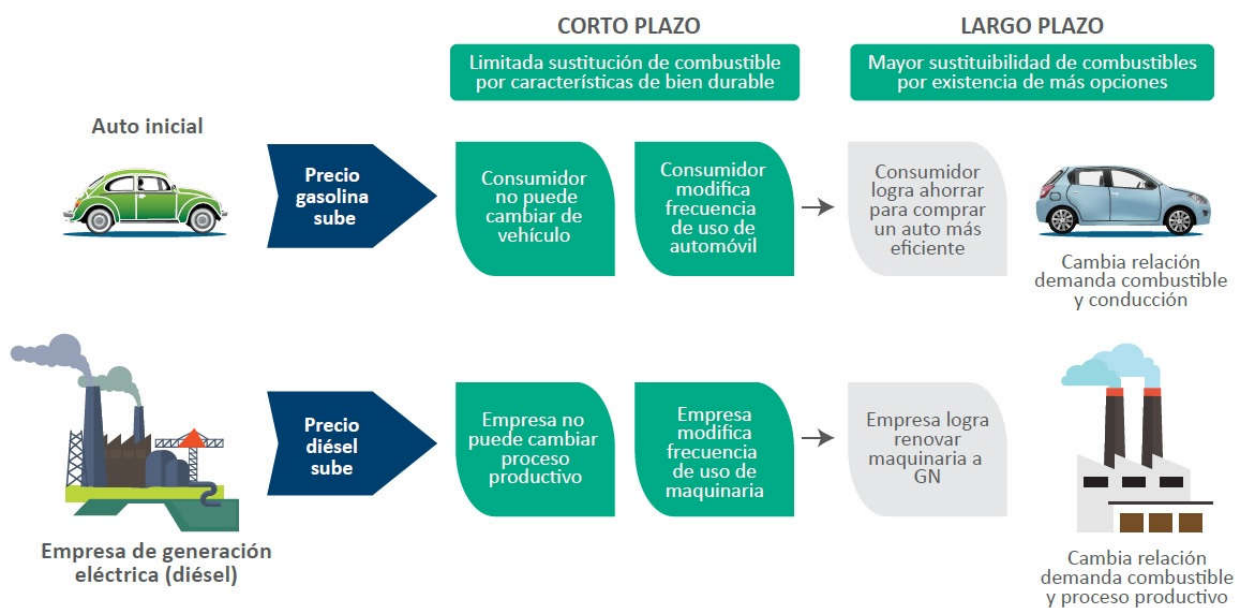 CORTO PLAZO
LARGO PLAZO
Limitada sustitución de combustible
por características de bien durable
Mayor sustituibilidad de combustibles
por existencia de más opciones
Auto inicial
Precio
gasolina
sube
Consumidor
no puede
cambiar de
vehículo
Consumidor
modifica
frecuencia
de uso de
automóvil
Consumidor
logra ahorrar
para comprar
un auto más
eficiente
Cambia relación
demanda combustible
y conducción
Precio
diésel
sube
Empresa no
puede cambiar
proceso
productivo
Empresa
modifica
frecuencia
de uso de
maquinaria
Empresa logra
renovar
maquinaria a
GN
Empresa de generación
eléctrica (diésel)
Cambia relación
demanda combustible
y proceso productivo